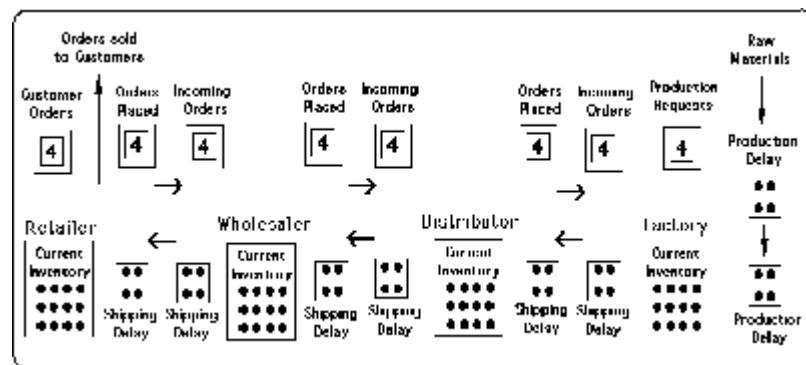 Orders sold
to Customers
Raw
Materials
Customer
Orders
4
Orders
Placed
4
Incoming
Orders
4
Orders
Placed
4
Incoming
Orders
4
Orders
Placed
4
Incoming
Orders
4
Production
Requests
4
Production
Delay
Retailer
Wholesaler
Distributor
Factory
Current
Inventory
Shipping
Delay
Shipping
Delay
Current
Inventory
Shipping
Delay
Shipping
Delay
Current
Inventory
Shipping
Delay
Shipping
Delay
Current
Inventory
Production
Delay